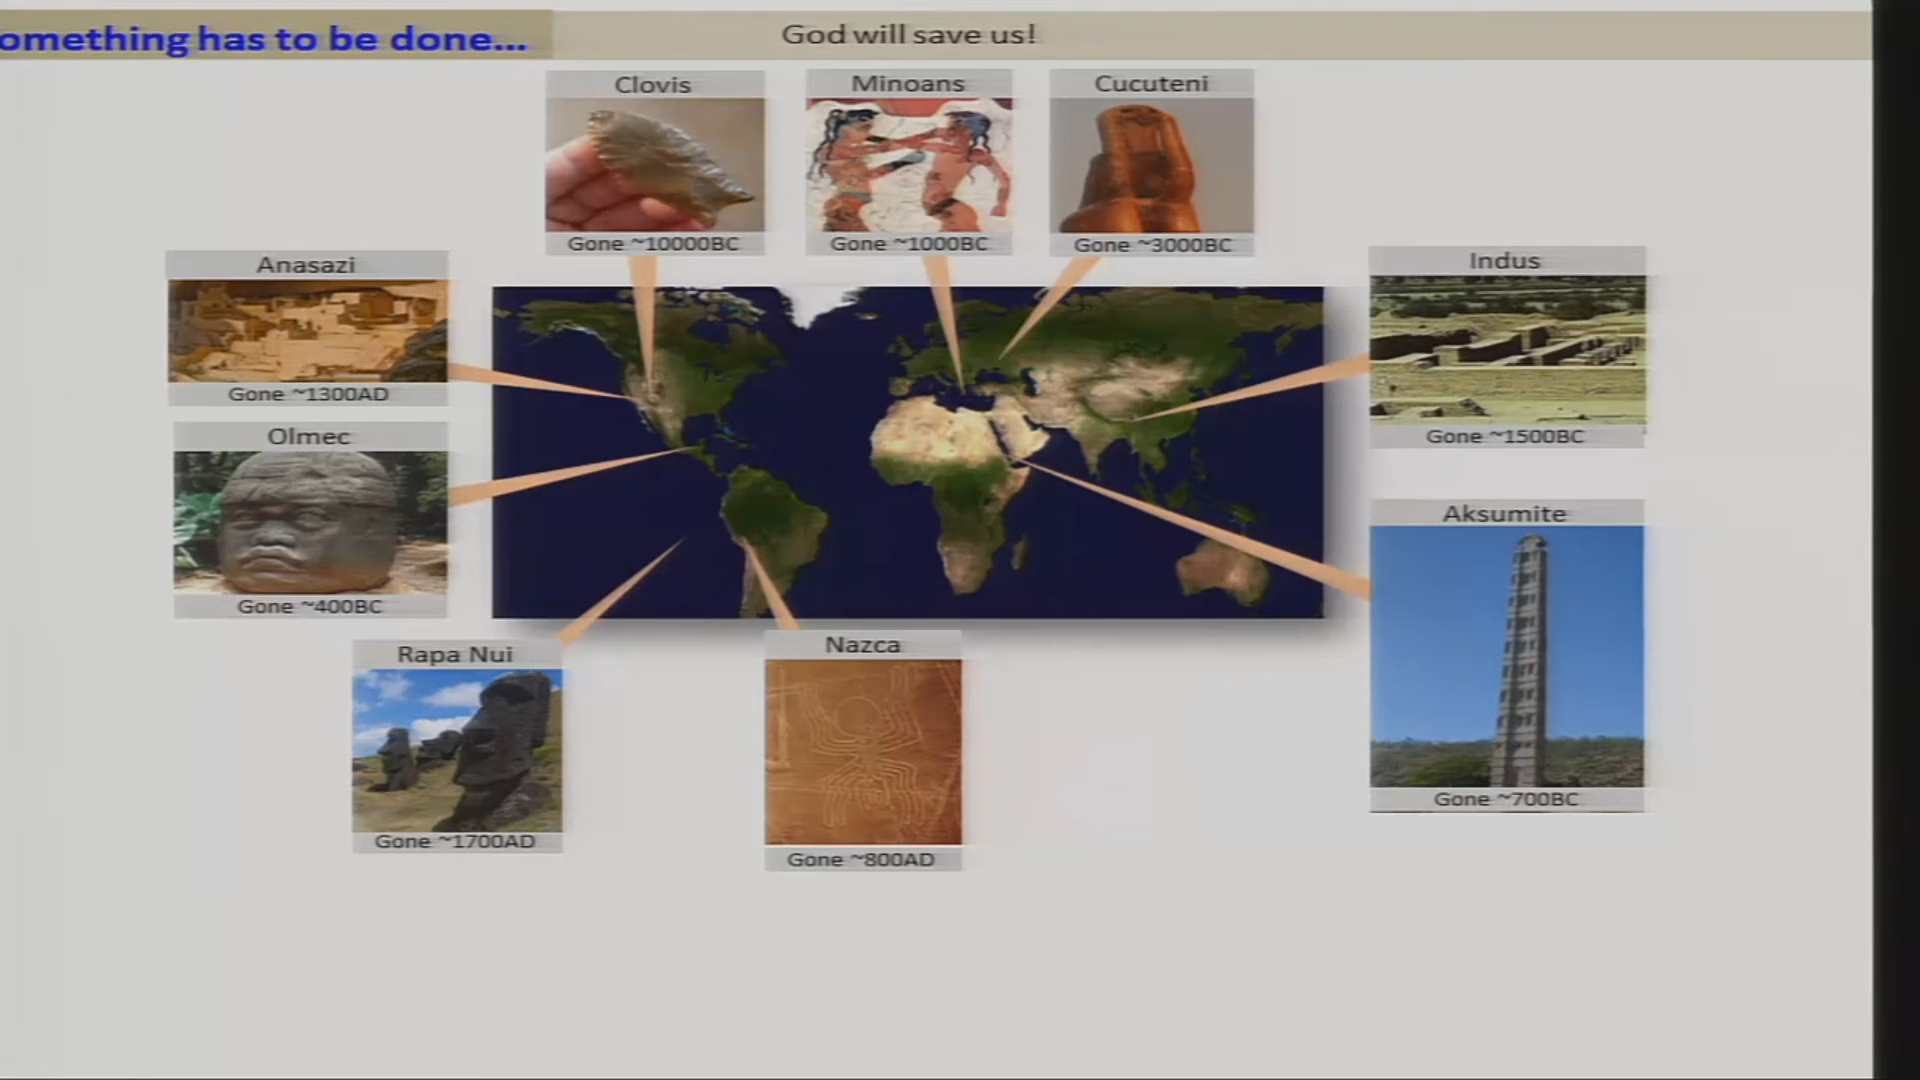 omething has to be done...
God will save us!
Clovis
Gone ~10000BC
Minoans
Gone ~1000BC
Cucuteni
Gone ~3000BC
Anasazi
Gone ~1300AD
Indus
Gone ~1500BC
Olmec
Gone ~400BC
Aksumite
Gone ~700BC
Rapa Nui
Gone ~1700AD
Nazca
Gone ~800AD